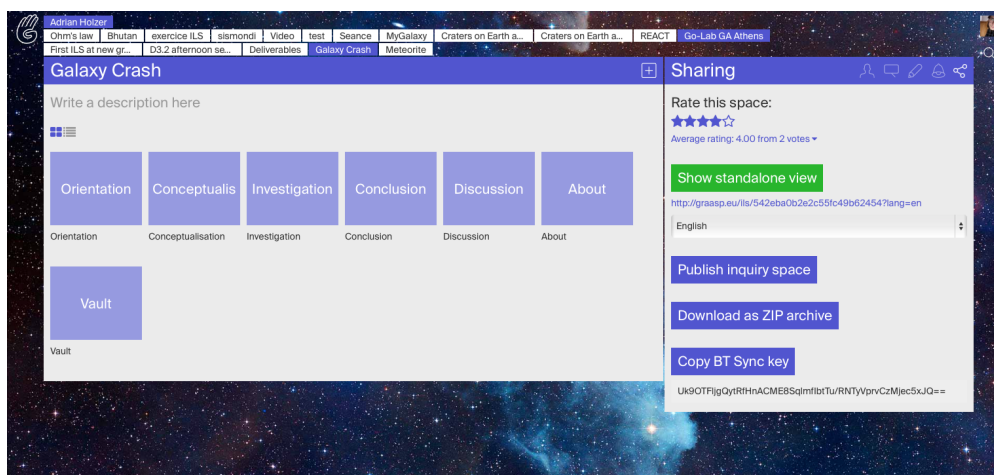 Adrian Holzer
Ohm's law Bhutan exercice ILS sismondi Video test Seance MyGalaxy Craters on Earth a... Craters on Earth a... REACT Go-Lab GA Athens
First ILS at new gr... D3.2 afternoon se... Deliverables Galaxy Crash Meteorite
Galaxy Crash
Write a description here
Orientation Conceptualis Investigation Conclusion Discussion About
Orientation Conceptualisation Investigation Conclusion Discussion About
Vault
Vault
Sharing
Rate this space:
Average rating: 4.00 from 2 votes
Show standalone view
http://graasp.eu/ils/542eba0b2e2c55fc49b62454?lang=en
English
Publish inquiry space
Download as ZIP archive
Copy BT Sync key